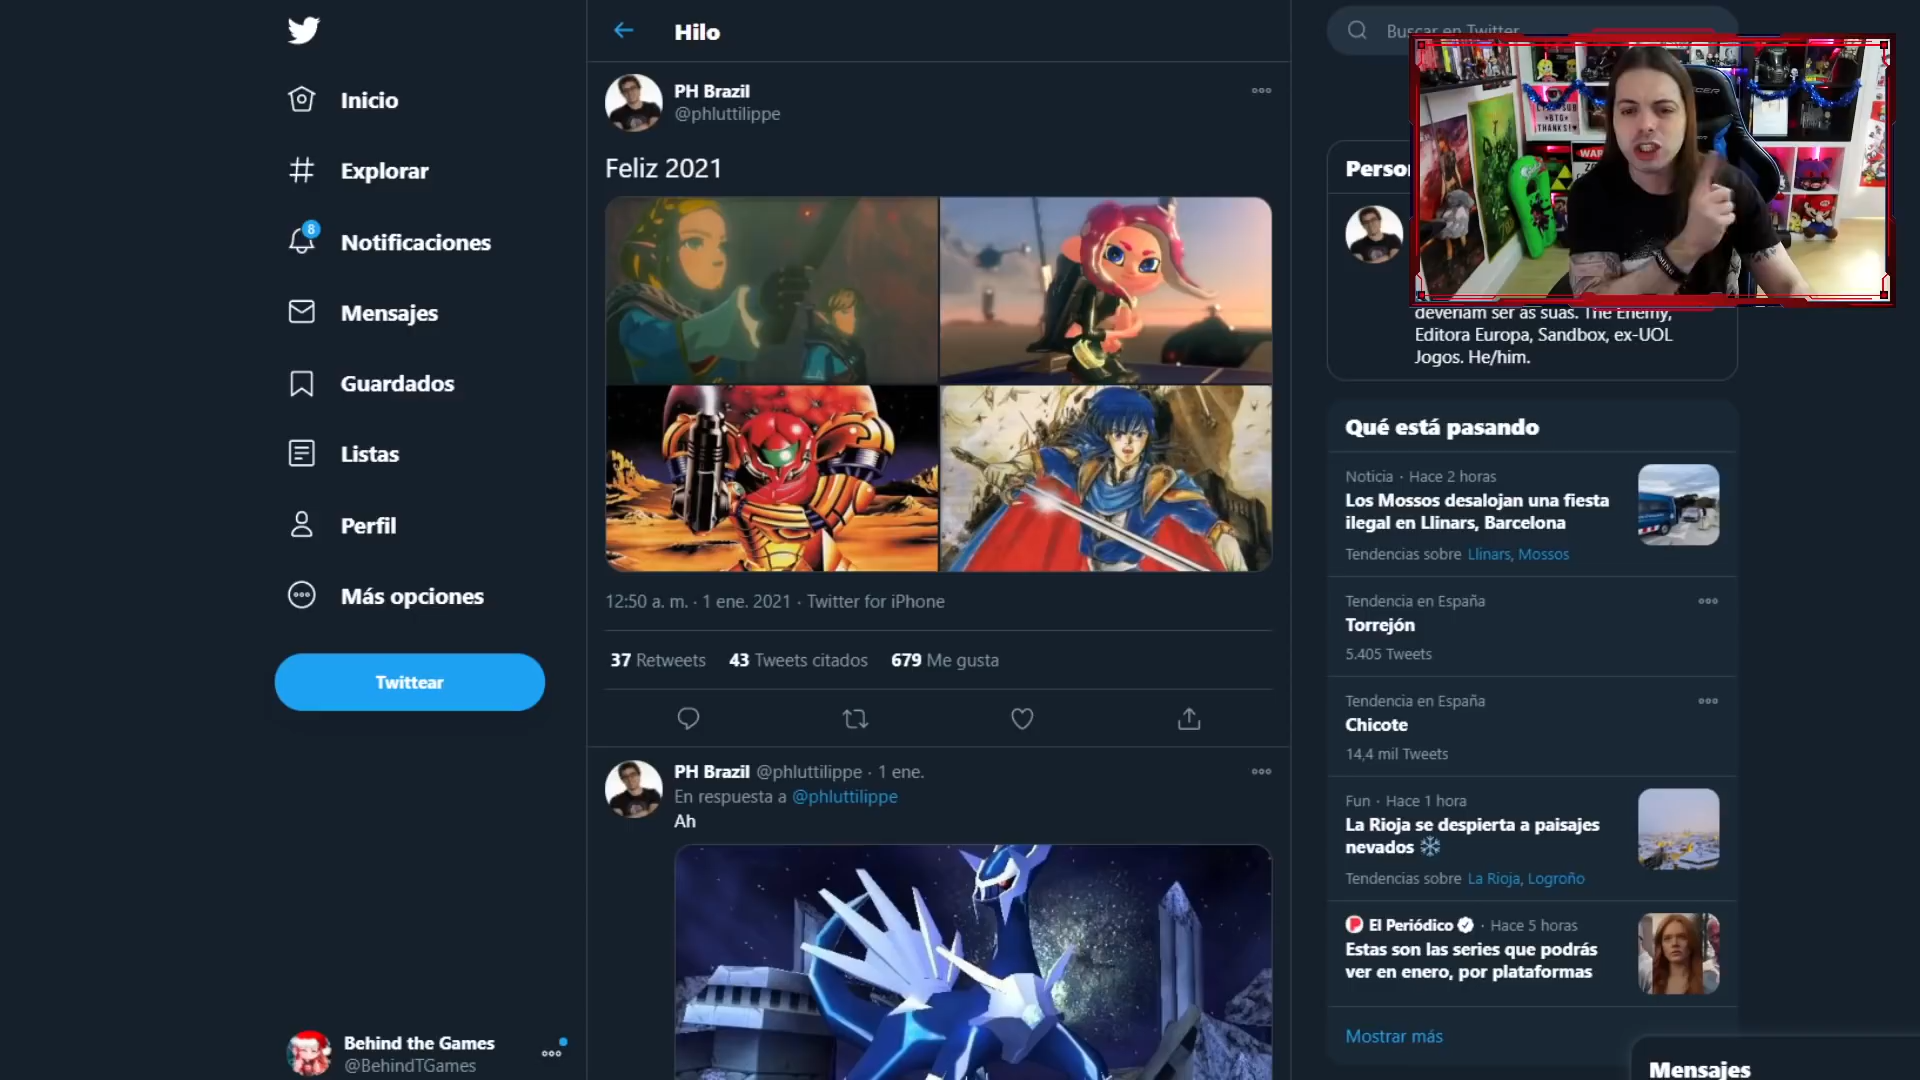 Inicio
Explorar
8
Notificaciones
Mensajes
Guardados
Listas
Perfil
Más opciones
Twittear
Behind the Games
@BehindTGames
Hilo
PH Brazil
@phluttilippe
Feliz 2021
12:50 a. m. · 1 ene. 2021 · Twitter for iPhone
37 Retweets 43 Tweets citados 679 Me gusta
PH Brazil @phluttilippe · 1 ene.
En respuesta a @phluttilippe
Ah
Buscar en Twitter
THANKS!
deveriam ser as suas. The Enemy,
Editora Europa, Sandbox, ex-UOL
Jogos. He/him.
Qué está pasando
Noticia · Hace 2 horas
Los Mossos desalojan una fiesta
ilegal en Llinars, Barcelona
Tendencias sobre Llinars, Mossos
Tendencia en España
Torrejón
5.405 Tweets
Tendencia en España
Chicote
14,4 mil Tweets
Fun · Hace 1 hora
La Rioja se despierta a paisajes
nevados
Tendencias sobre La Rioja, Logroño
El Periódico · Hace 5 horas
Estas son las series que podrás
ver en enero, por plataformas
Mostrar más
Mensajes